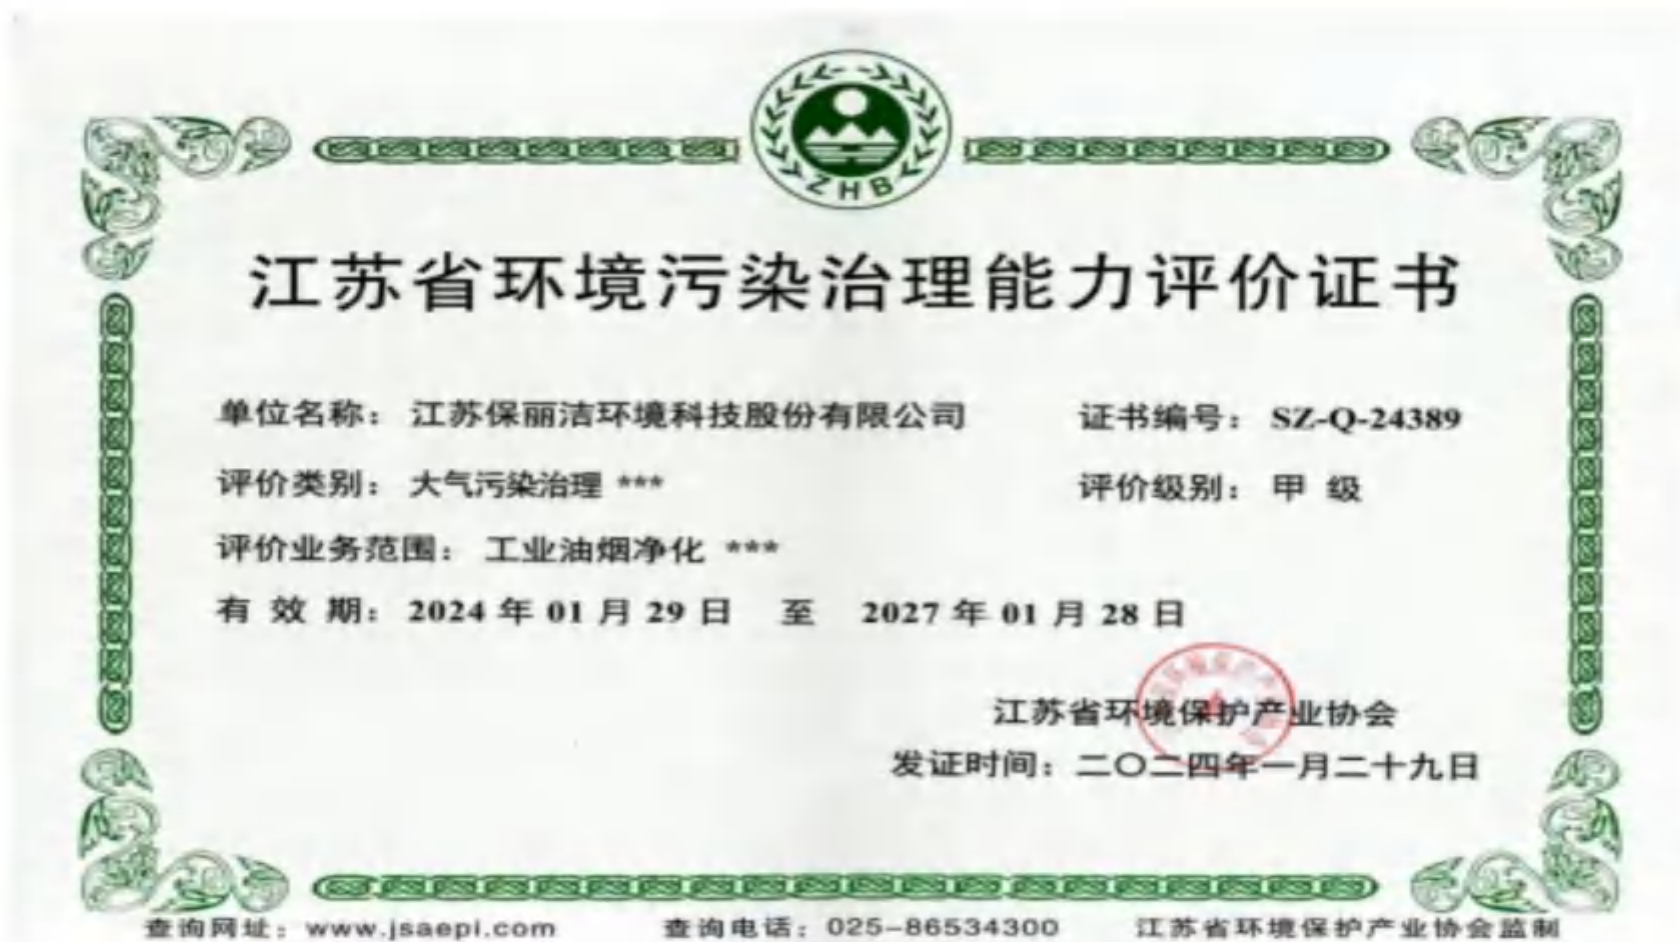 ZHB
江苏省环境污染治理能力评价证书
单位名称： 江苏保丽洁环境科技股份有限公司 证书编号： SZ-Q-24389
评价类别： 大气污染治理 *** 评价级别： 甲 级
评价业务范围： 工业油烟净化 ***
有 效 期： 2024 年 01 月 29 日 至 2027 年 01 月 28 日
江苏省环境保护产业协会
发证时间：二〇二四年一月二十九日
查询网址：www.jsaepi.com 查询电话：025-86534300 江苏省环境保护产业协会监制